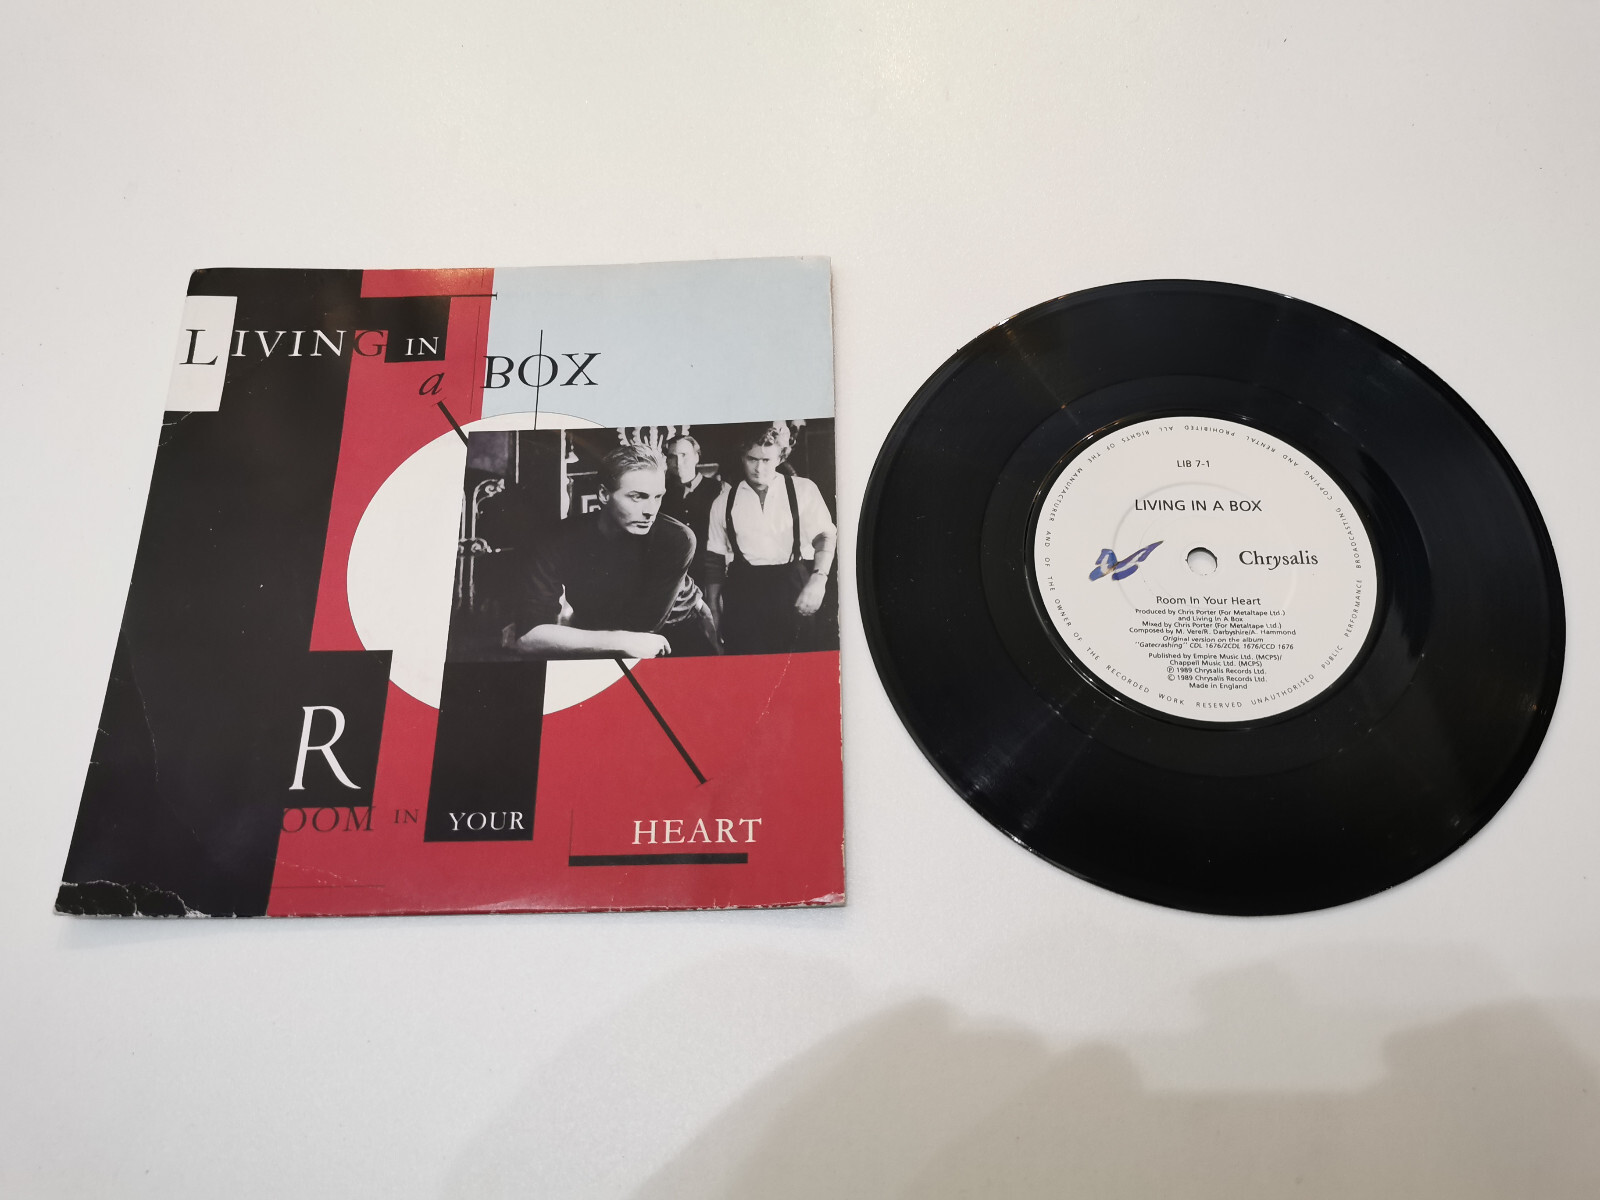 LIVING IN
a BOX
ROOM IN YOUR
HEART
LIB 7-1
LIVING IN A BOX
Chrysalis
Room In Your Heart
Produced by Chris Porter (For Metaltape Ltd.)
and Living In A Box
Mixed by Chris Porter (For Metaltape Ltd.)
Composed by M. Vere/R. Darbyshire/A. Hammond
Original version on the album
"Gatecrashing" CDL 1676/ZCDL 1676/CCD 1676
Published by Empire Music Ltd. (MCPS)/
Chappell Music Ltd. (MCPS)
℗ 1989 Chrysalis Records Ltd.
© 1989 Chrysalis Records Ltd.
Made in England
ALL RIGHTS OF THE MANUFACTURER AND OF THE OWNER OF THE RECORDED WORK RESERVED UNAUTHORISED PUBLIC PERFORMANCE BROADCASTING COPYING AND RENTAL PROHIBITED